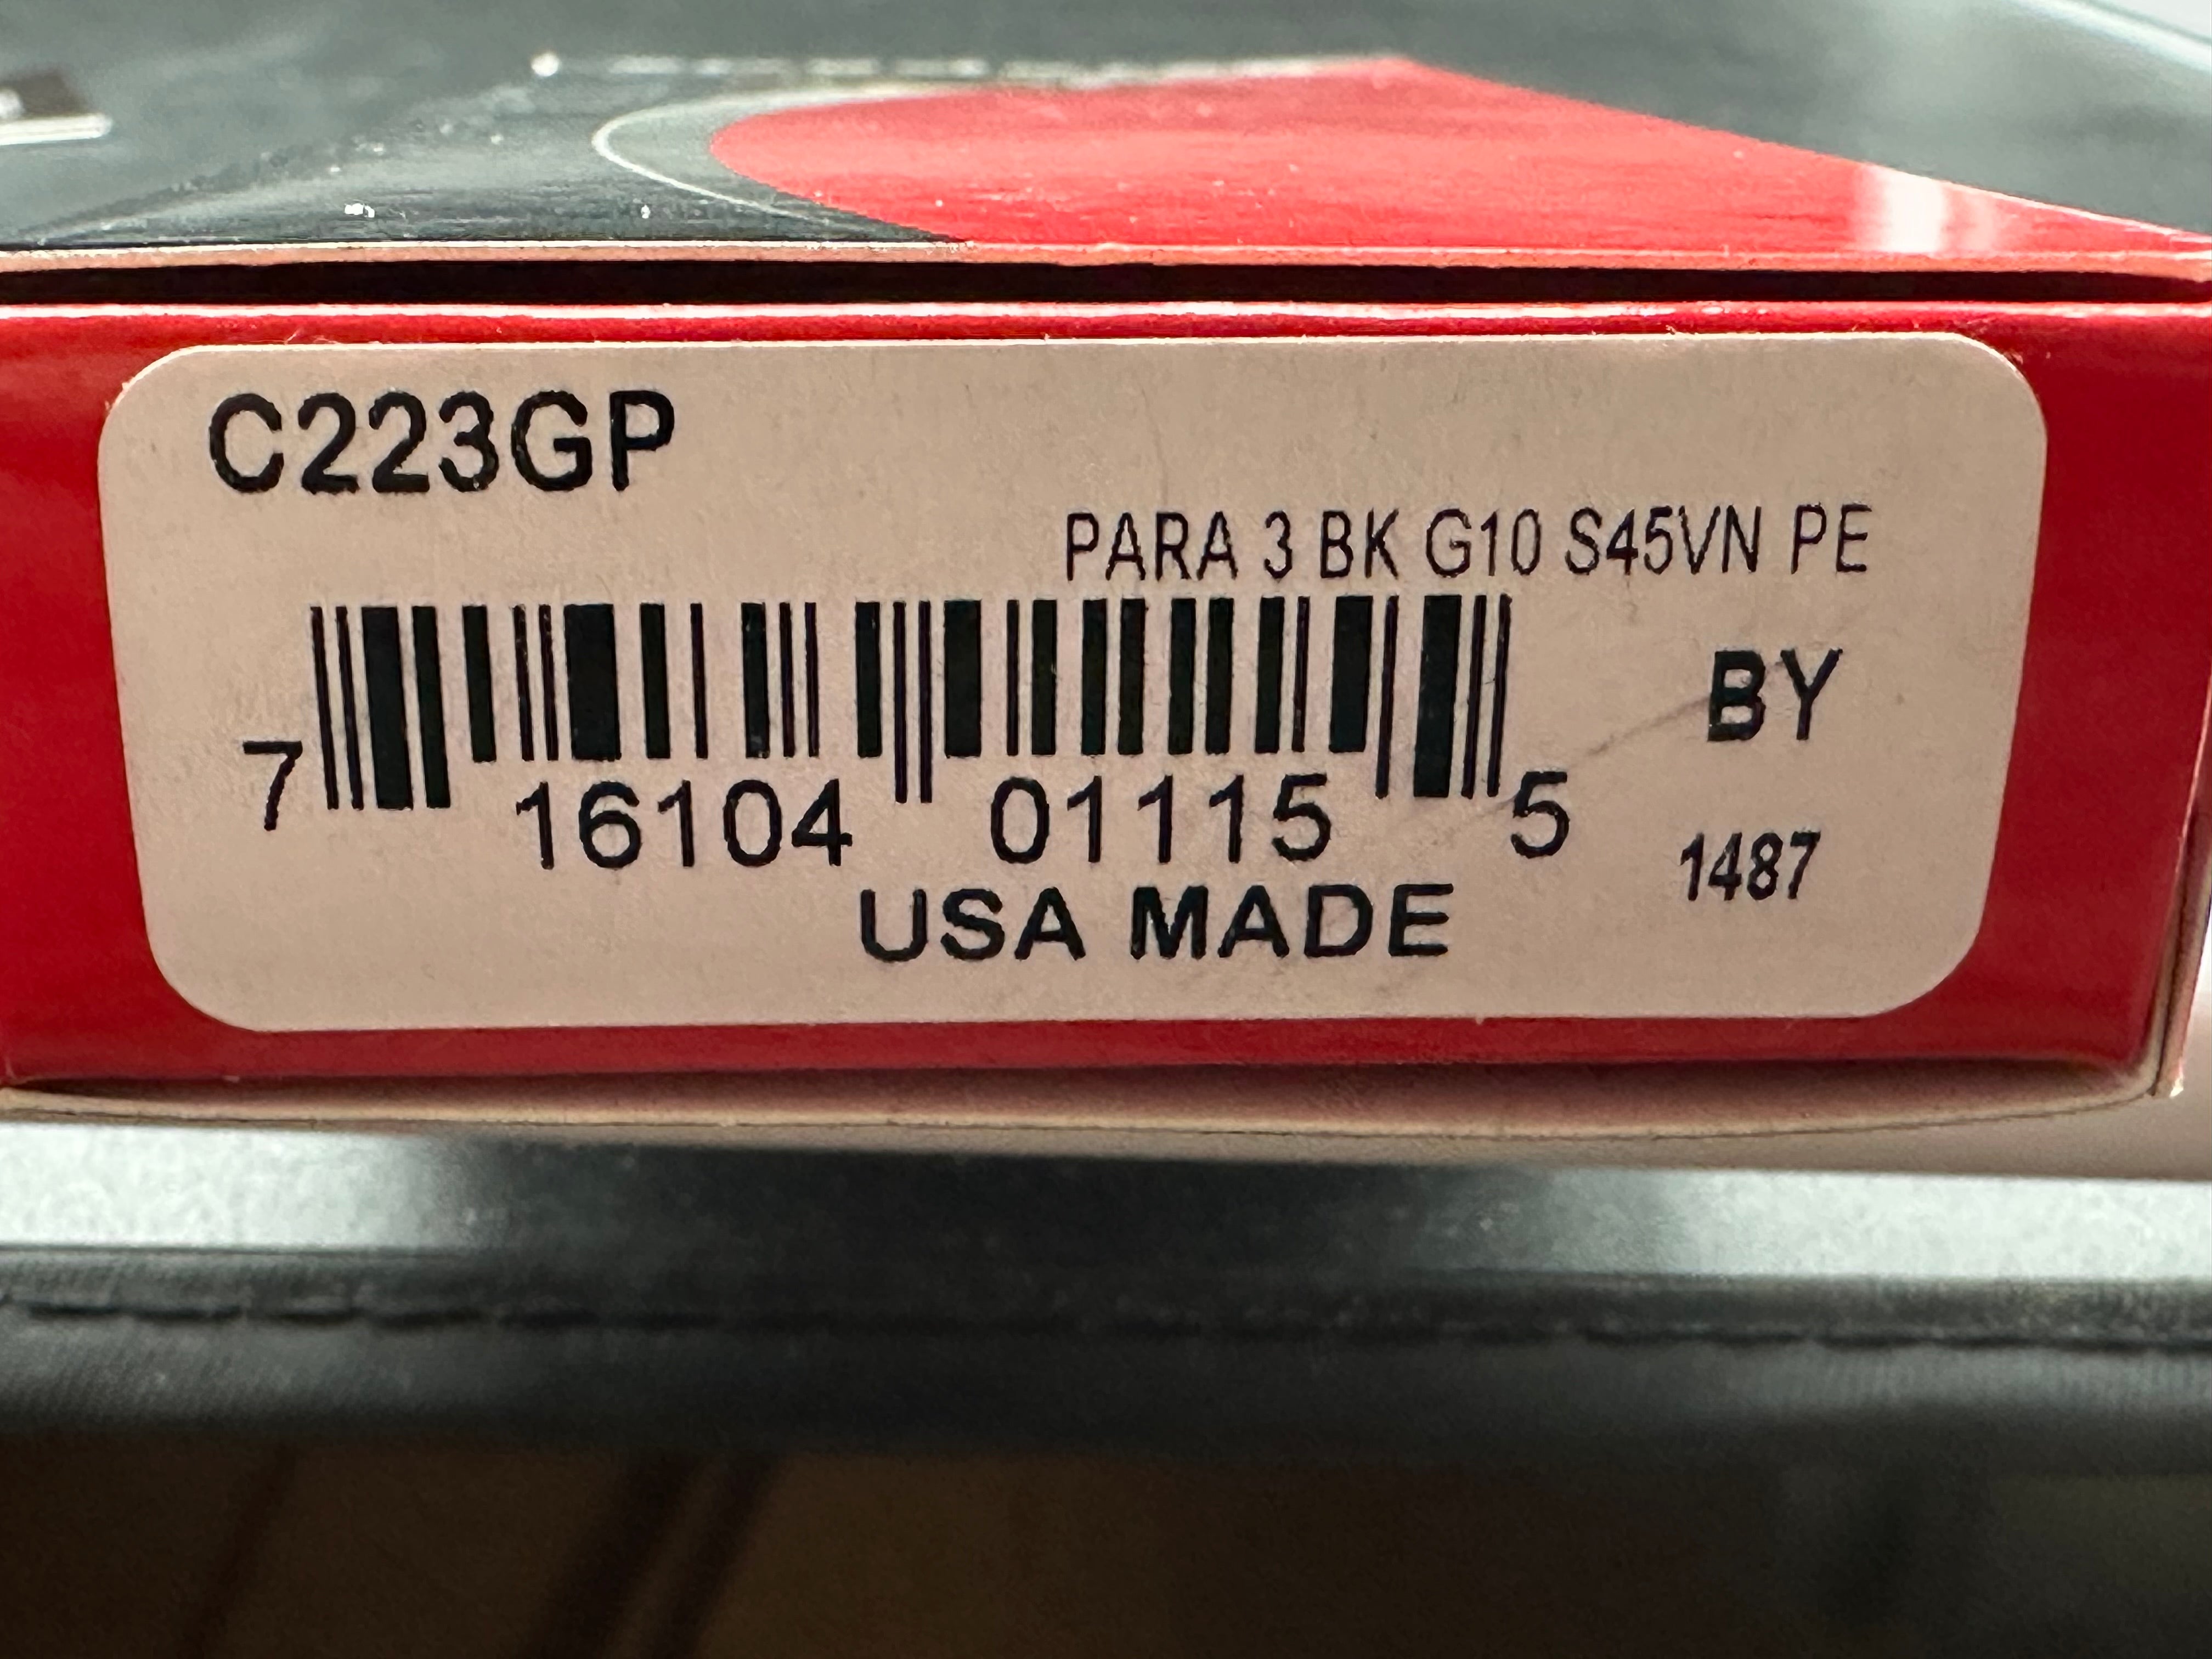 C223GP
PARA 3 BK G10 S45VN PE
BY
7 16104 01115 5
1487
USA MADE